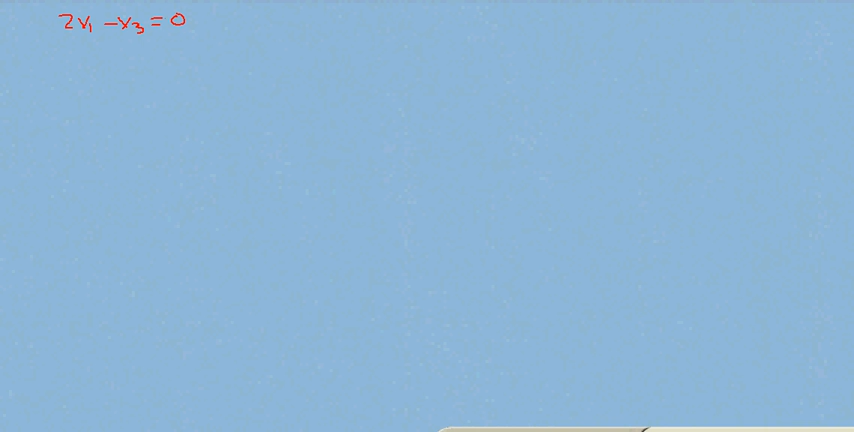 2v₁ - v₃ = 0